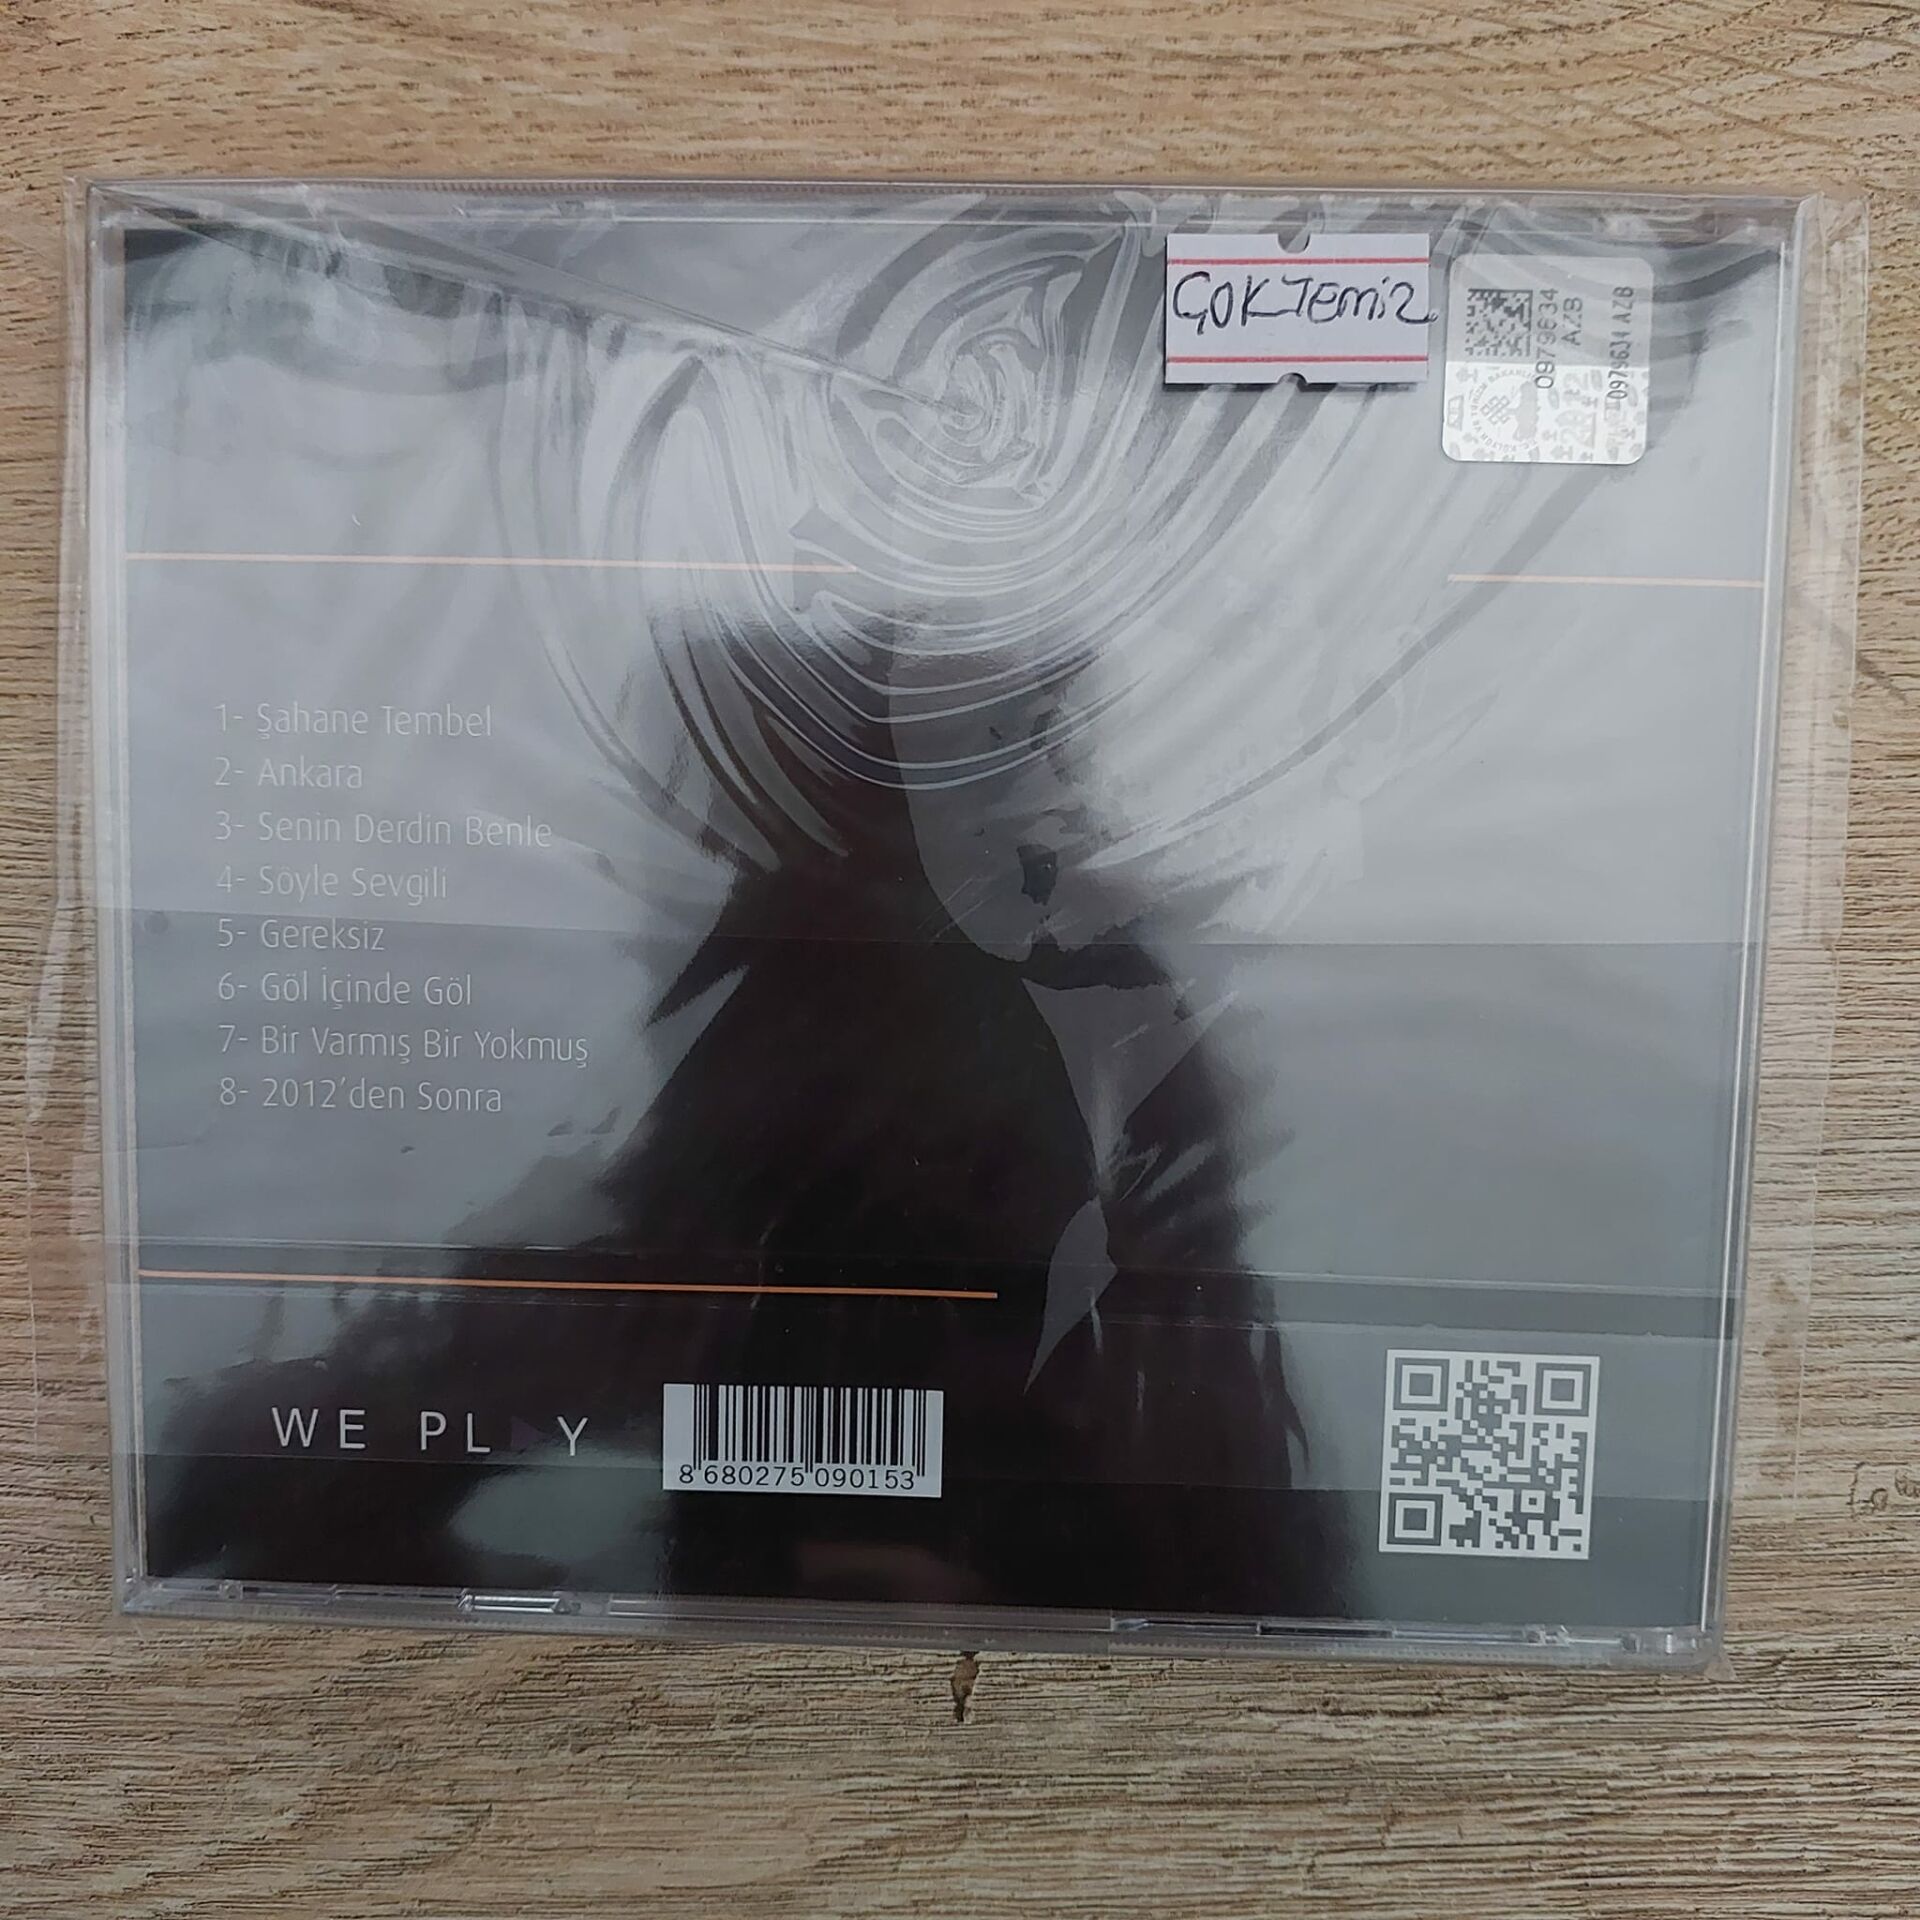 ÇOK TEMİZ
0979634
AZB
0979634 AZB
1- Şahane Tembel
2- Ankara
3- Senin Derdin Benle
4- Söyle Sevgili
5- Gereksiz
6- Göl İçinde Göl
7- Bir Varmış Bir Yokmuş
8- 2012'den Sonra
WE PL Y
8 680275 090153